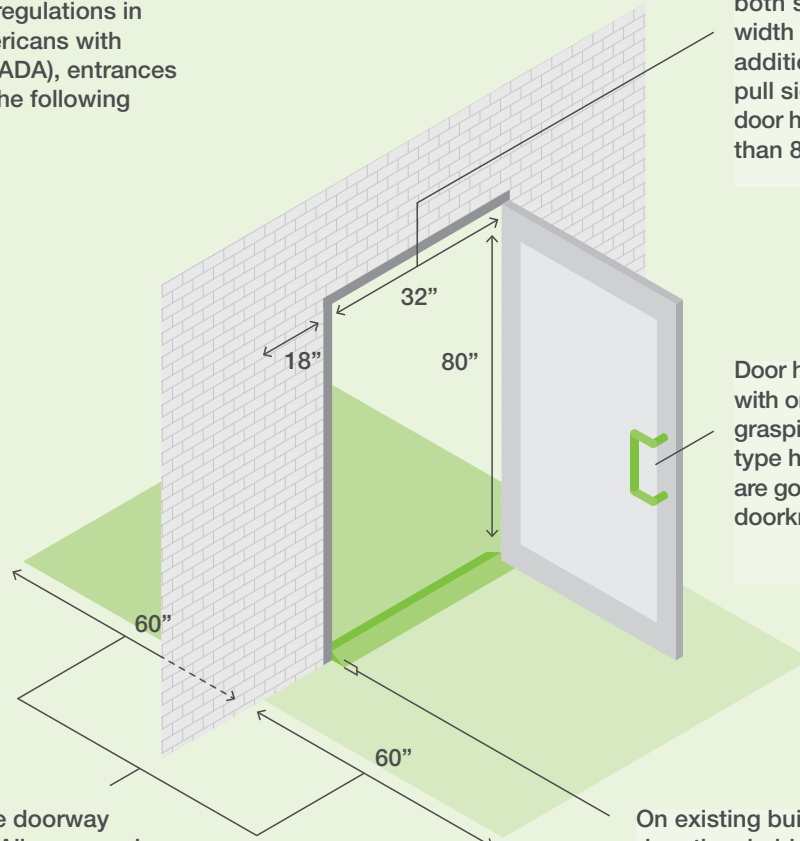 regulations in
ericans with
ADA), entrances
he following
both s
width
additio
pull si
door h
than 8
32”
18”
80”
Door h
with o
graspi
type h
are go
doork
60”
60”
e doorway
On existing bui